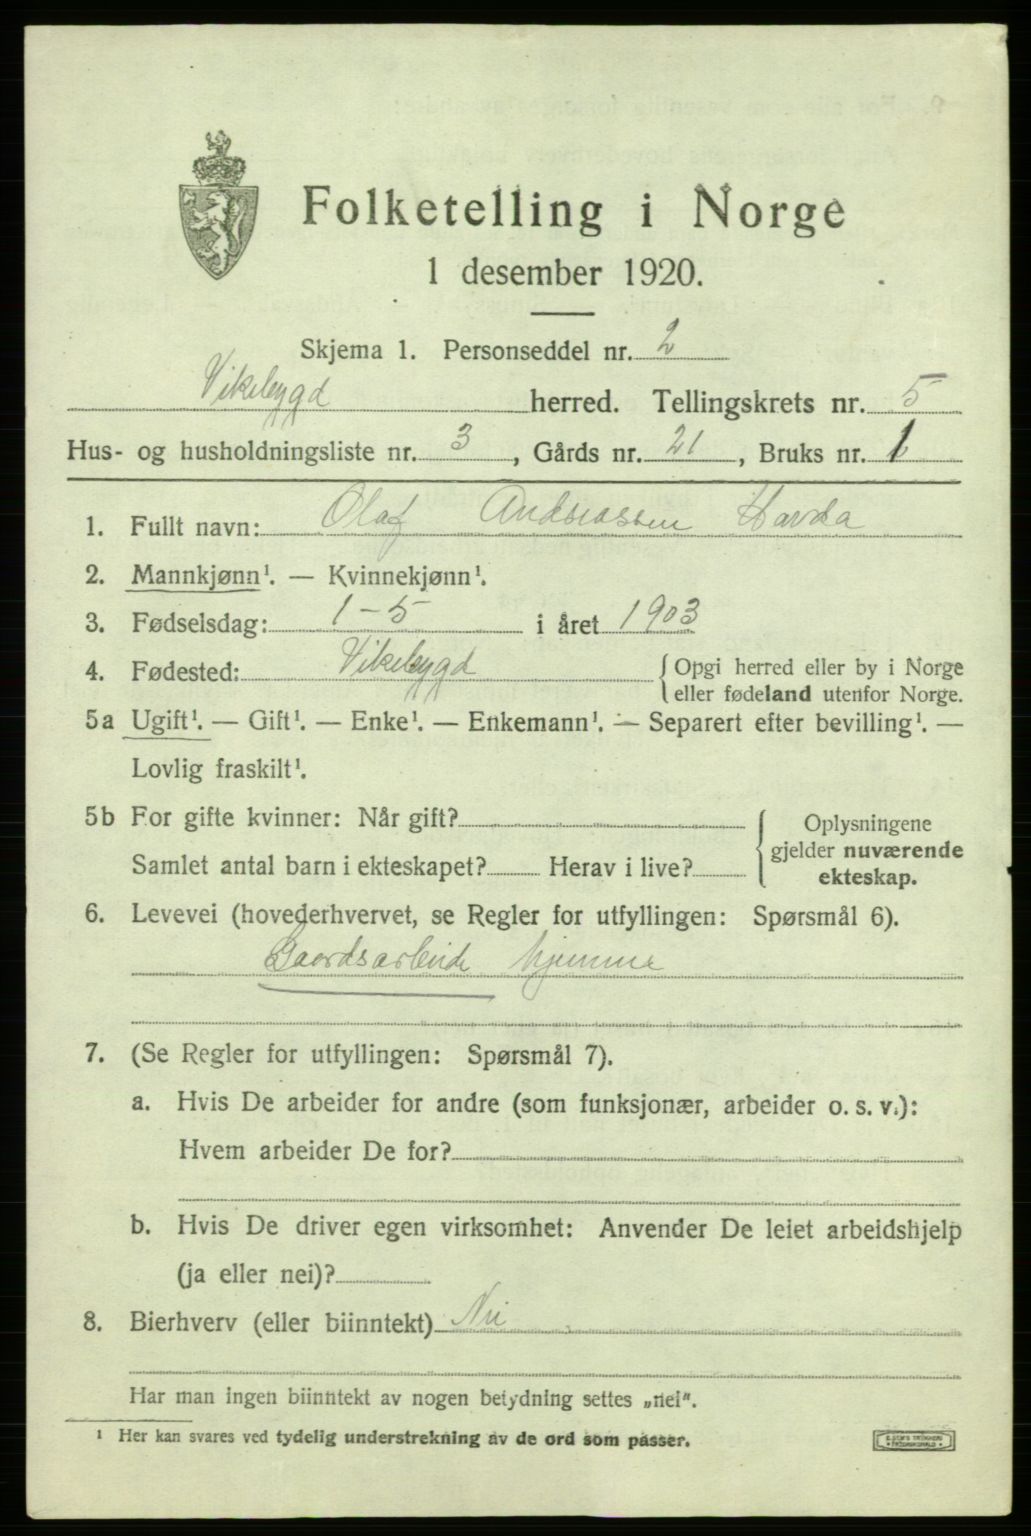 Folketelling i Norge
1 desember 1920.
Skjema 1. Personseddel nr. 2
Vikebygd herred. Tellingskrets nr. 5
Hus- og husholdningsliste nr. 3, Gårds nr. 21, Bruks nr. 1
1. Fullt navn: Olaf Andreassen Havda
2. Mannkjønn¹. — Kvinnekjønn¹.
3. Fødselsdag: 1-5 i året 1903
4. Fødested: Vikebygd { Opgi herred eller by i Norge
eller fødeland utenfor Norge.
5a Ugift¹. — Gift¹. — Enke¹. — Enkemann¹. — Separert efter bevilling¹. —
Lovlig fraskilt¹.
5b For gifte kvinner: Når gift?
Samlet antal barn i ekteskapet? Herav i live?
{ Oplysningene
gjelder nuværende
ekteskap.
6. Levevei (hovederhvervet, se Regler for utfyllingen: Spørsmål 6).
Gaardsarbeide hjemme
7. (Se Regler for utfyllingen: Spørsmål 7).
a. Hvis De arbeider for andre (som funksjonær, arbeider o. s. v.):
Hvem arbeider De for?
b. Hvis De driver egen virksomhet: Anvender De leiet arbeidshjelp
(ja eller nei)?
8. Bierhverv (eller biinntekt) Nei
Har man ingen biinntekt av nogen betydning settes „nei“.
¹ Her kan svares ved tydelig understrekning av de ord som passer.